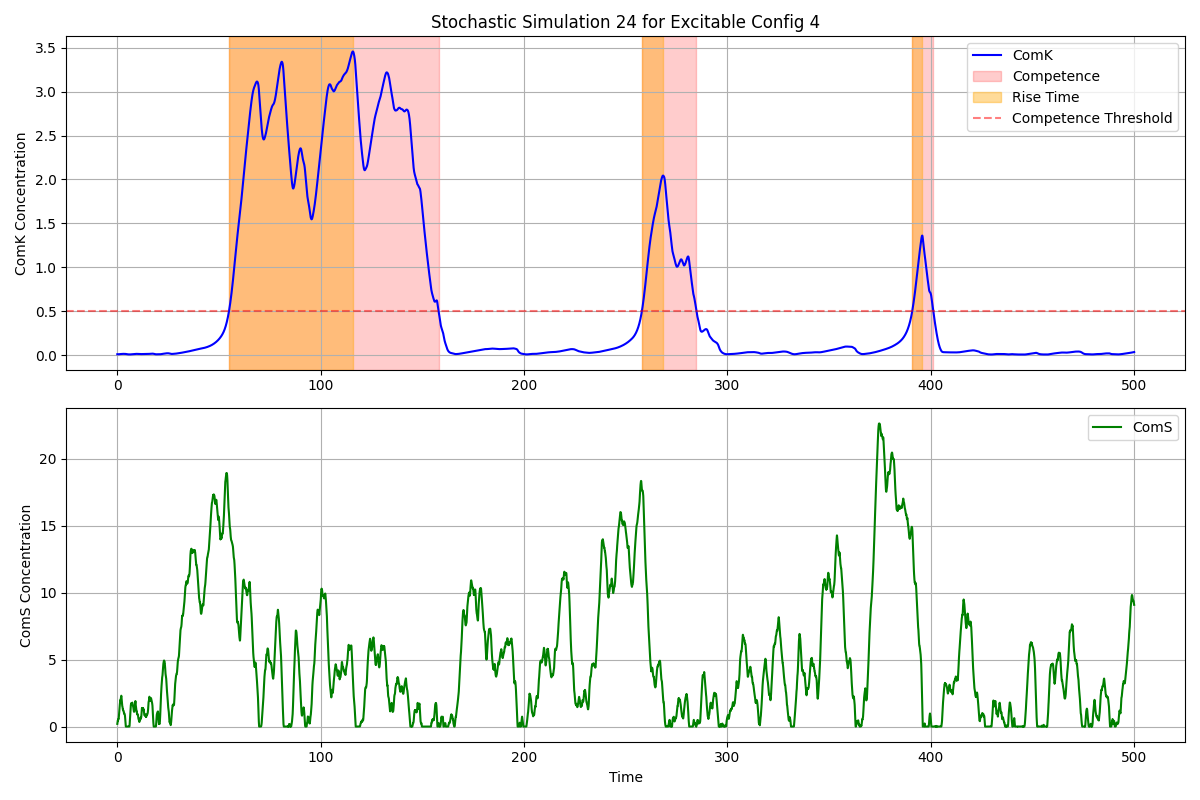 Stochastic Simulation 24 for Excitable Config 4
3.5
3.0
2.5
2.0
1.5
1.0
0.5
0.0
ComK Concentration
ComK
Competence
Rise Time
Competence Threshold
0 100 200 300 400 500
20
15
10
5
0
ComS Concentration
ComS
0 100 200 300 400 500
Time